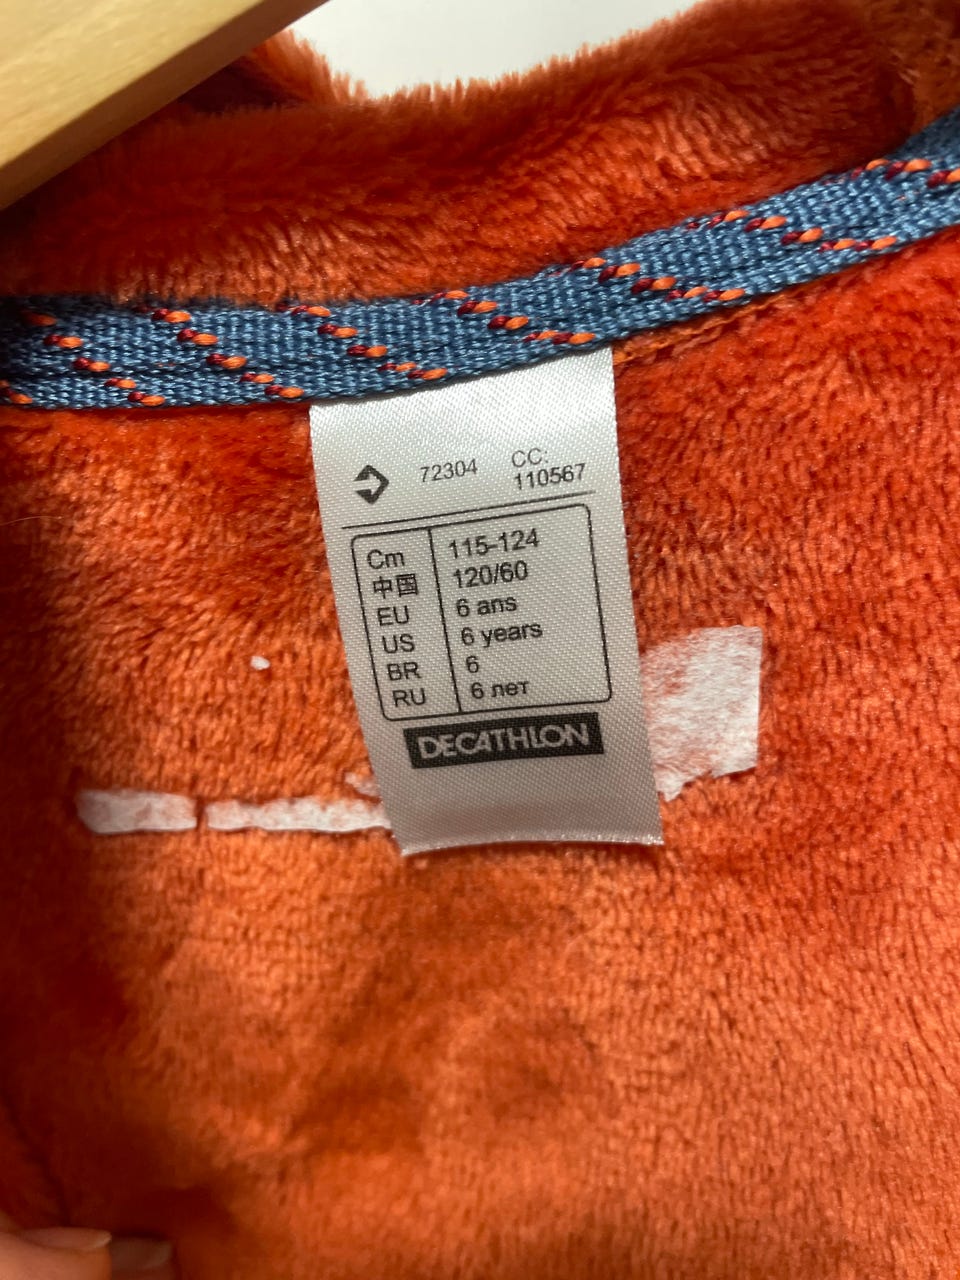 72304 CC:
110567
Cm 115-124
中国 120/60
EU 6 ans
US 6 years
BR 6
RU 6 лет
DECATHLON